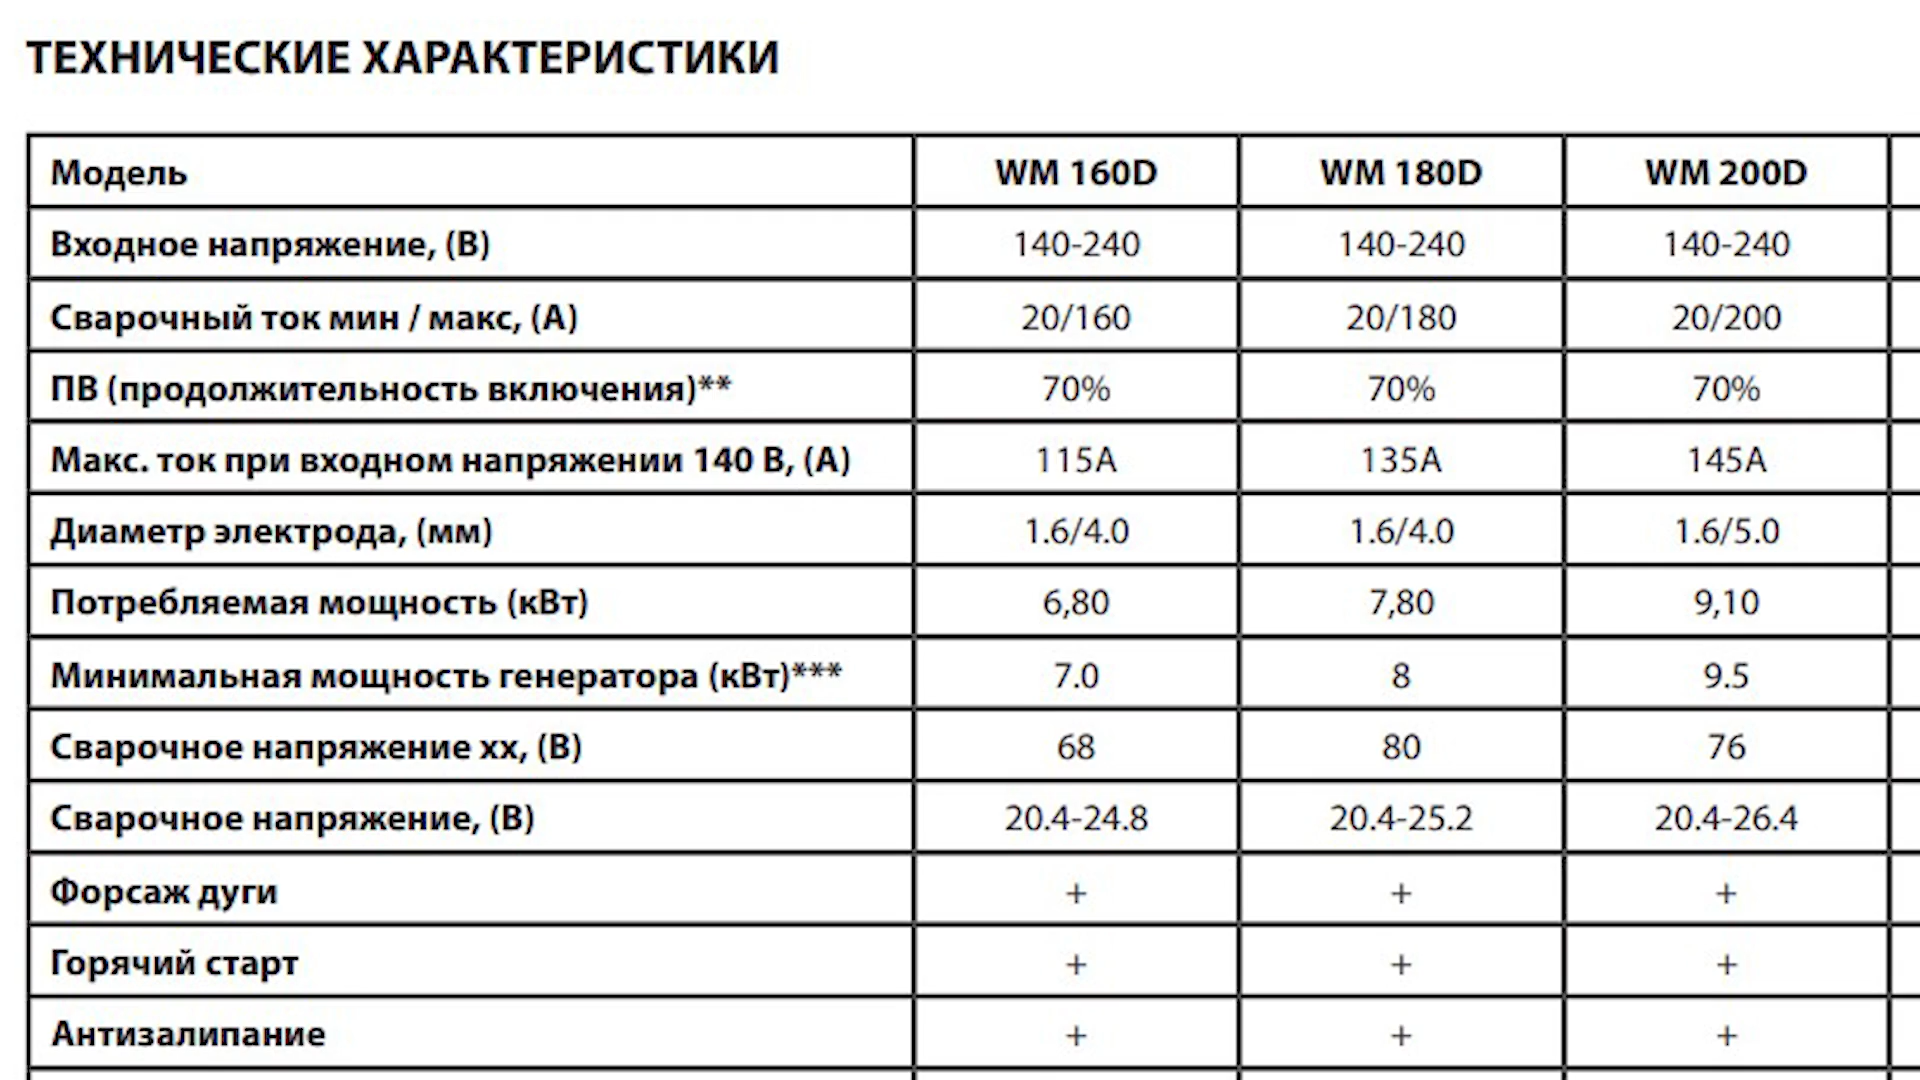 ТЕХНИЧЕСКИЕ ХАРАКТЕРИСТИКИ
Модель WM 160D WM 180D WM 200D
Входное напряжение, (В) 140-240 140-240 140-240
Сварочный ток мин / макс, (А) 20/160 20/180 20/200
ПВ (продолжительность включения)** 70% 70% 70%
Макс. ток при входном напряжении 140 В, (А) 115А 135А 145А
Диаметр электрода, (мм) 1.6/4.0 1.6/4.0 1.6/5.0
Потребляемая мощность (кВт) 6,80 7,80 9,10
Минимальная мощность генератора (кВт)*** 7.0 8 9.5
Сварочное напряжение хх, (В) 68 80 76
Сварочное напряжение, (В) 20.4-24.8 20.4-25.2 20.4-26.4
Форсаж дуги + + +
Горячий старт + + +
Антизалипание + + +